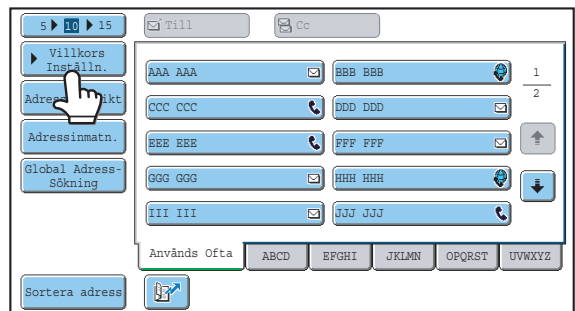 5 10 15
Till
Cc
Villkors
Inställn.
Adressinmatn.
Global Adress-
Sökning
Sortera adress
AAA AAA
BBB BBB
CCC CCC
DDD DDD
EEE EEE
FFF FFF
GGG GGG
HHH HHH
III III
JJJ JJJ
1
2
Används Ofta
ABCD
EFGHI
JKLMN
OPQRST
UVWXYZ